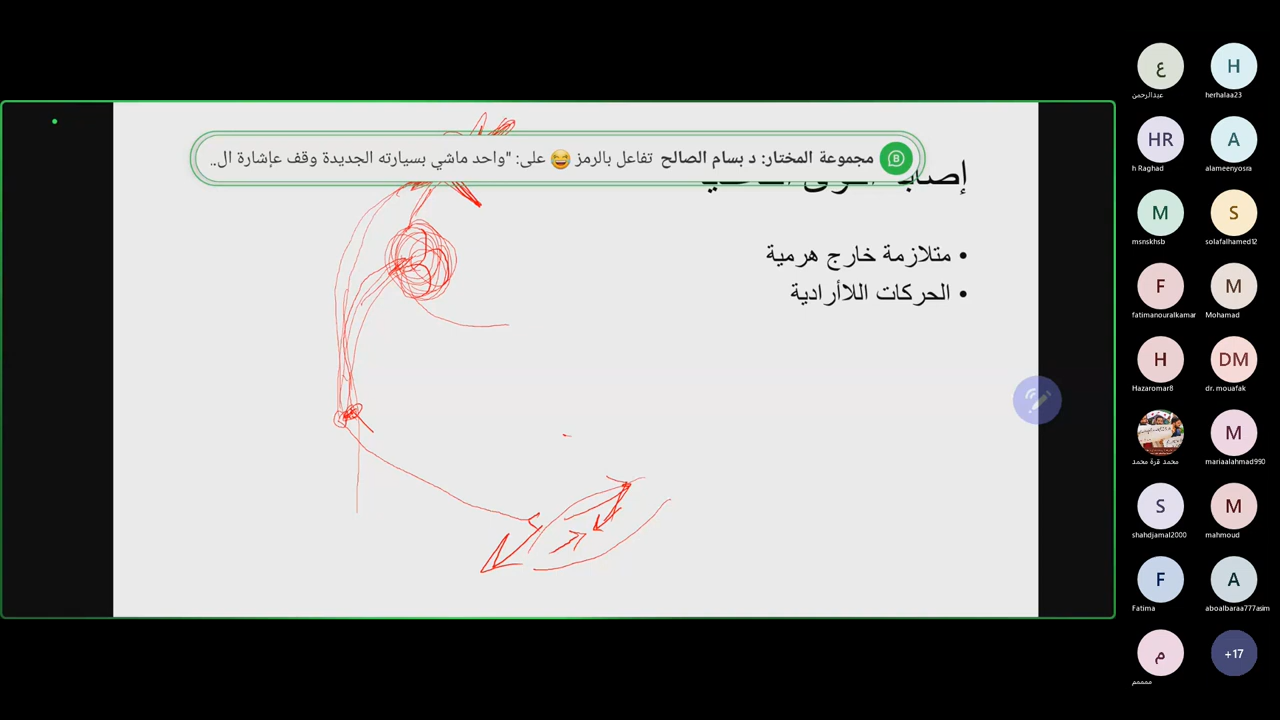 مجموعة المختار: د بسام الصالح تفاعل بالرمز 😂 على: "واحد ماشي بسيارته الجديدة وقف عإشارة ال..
B
• متلازمة خارج هرمية
• الحركات اللاأرادية
ع
عبدالرحمن
H
herhalaa23
HR
h Raghad
A
alameenyosra
M
msnskhsb
S
solafalhamed12
F
fatimanouralkamar
M
Mohamad
H
Hazaromar8
DM
dr. mouafak
محمد قرة محمد
M
mariaalahmad990
S
shahdjamal2000
M
mahmoud
F
Fatima
A
aboalbaraa777asim
م
ممممم
+17